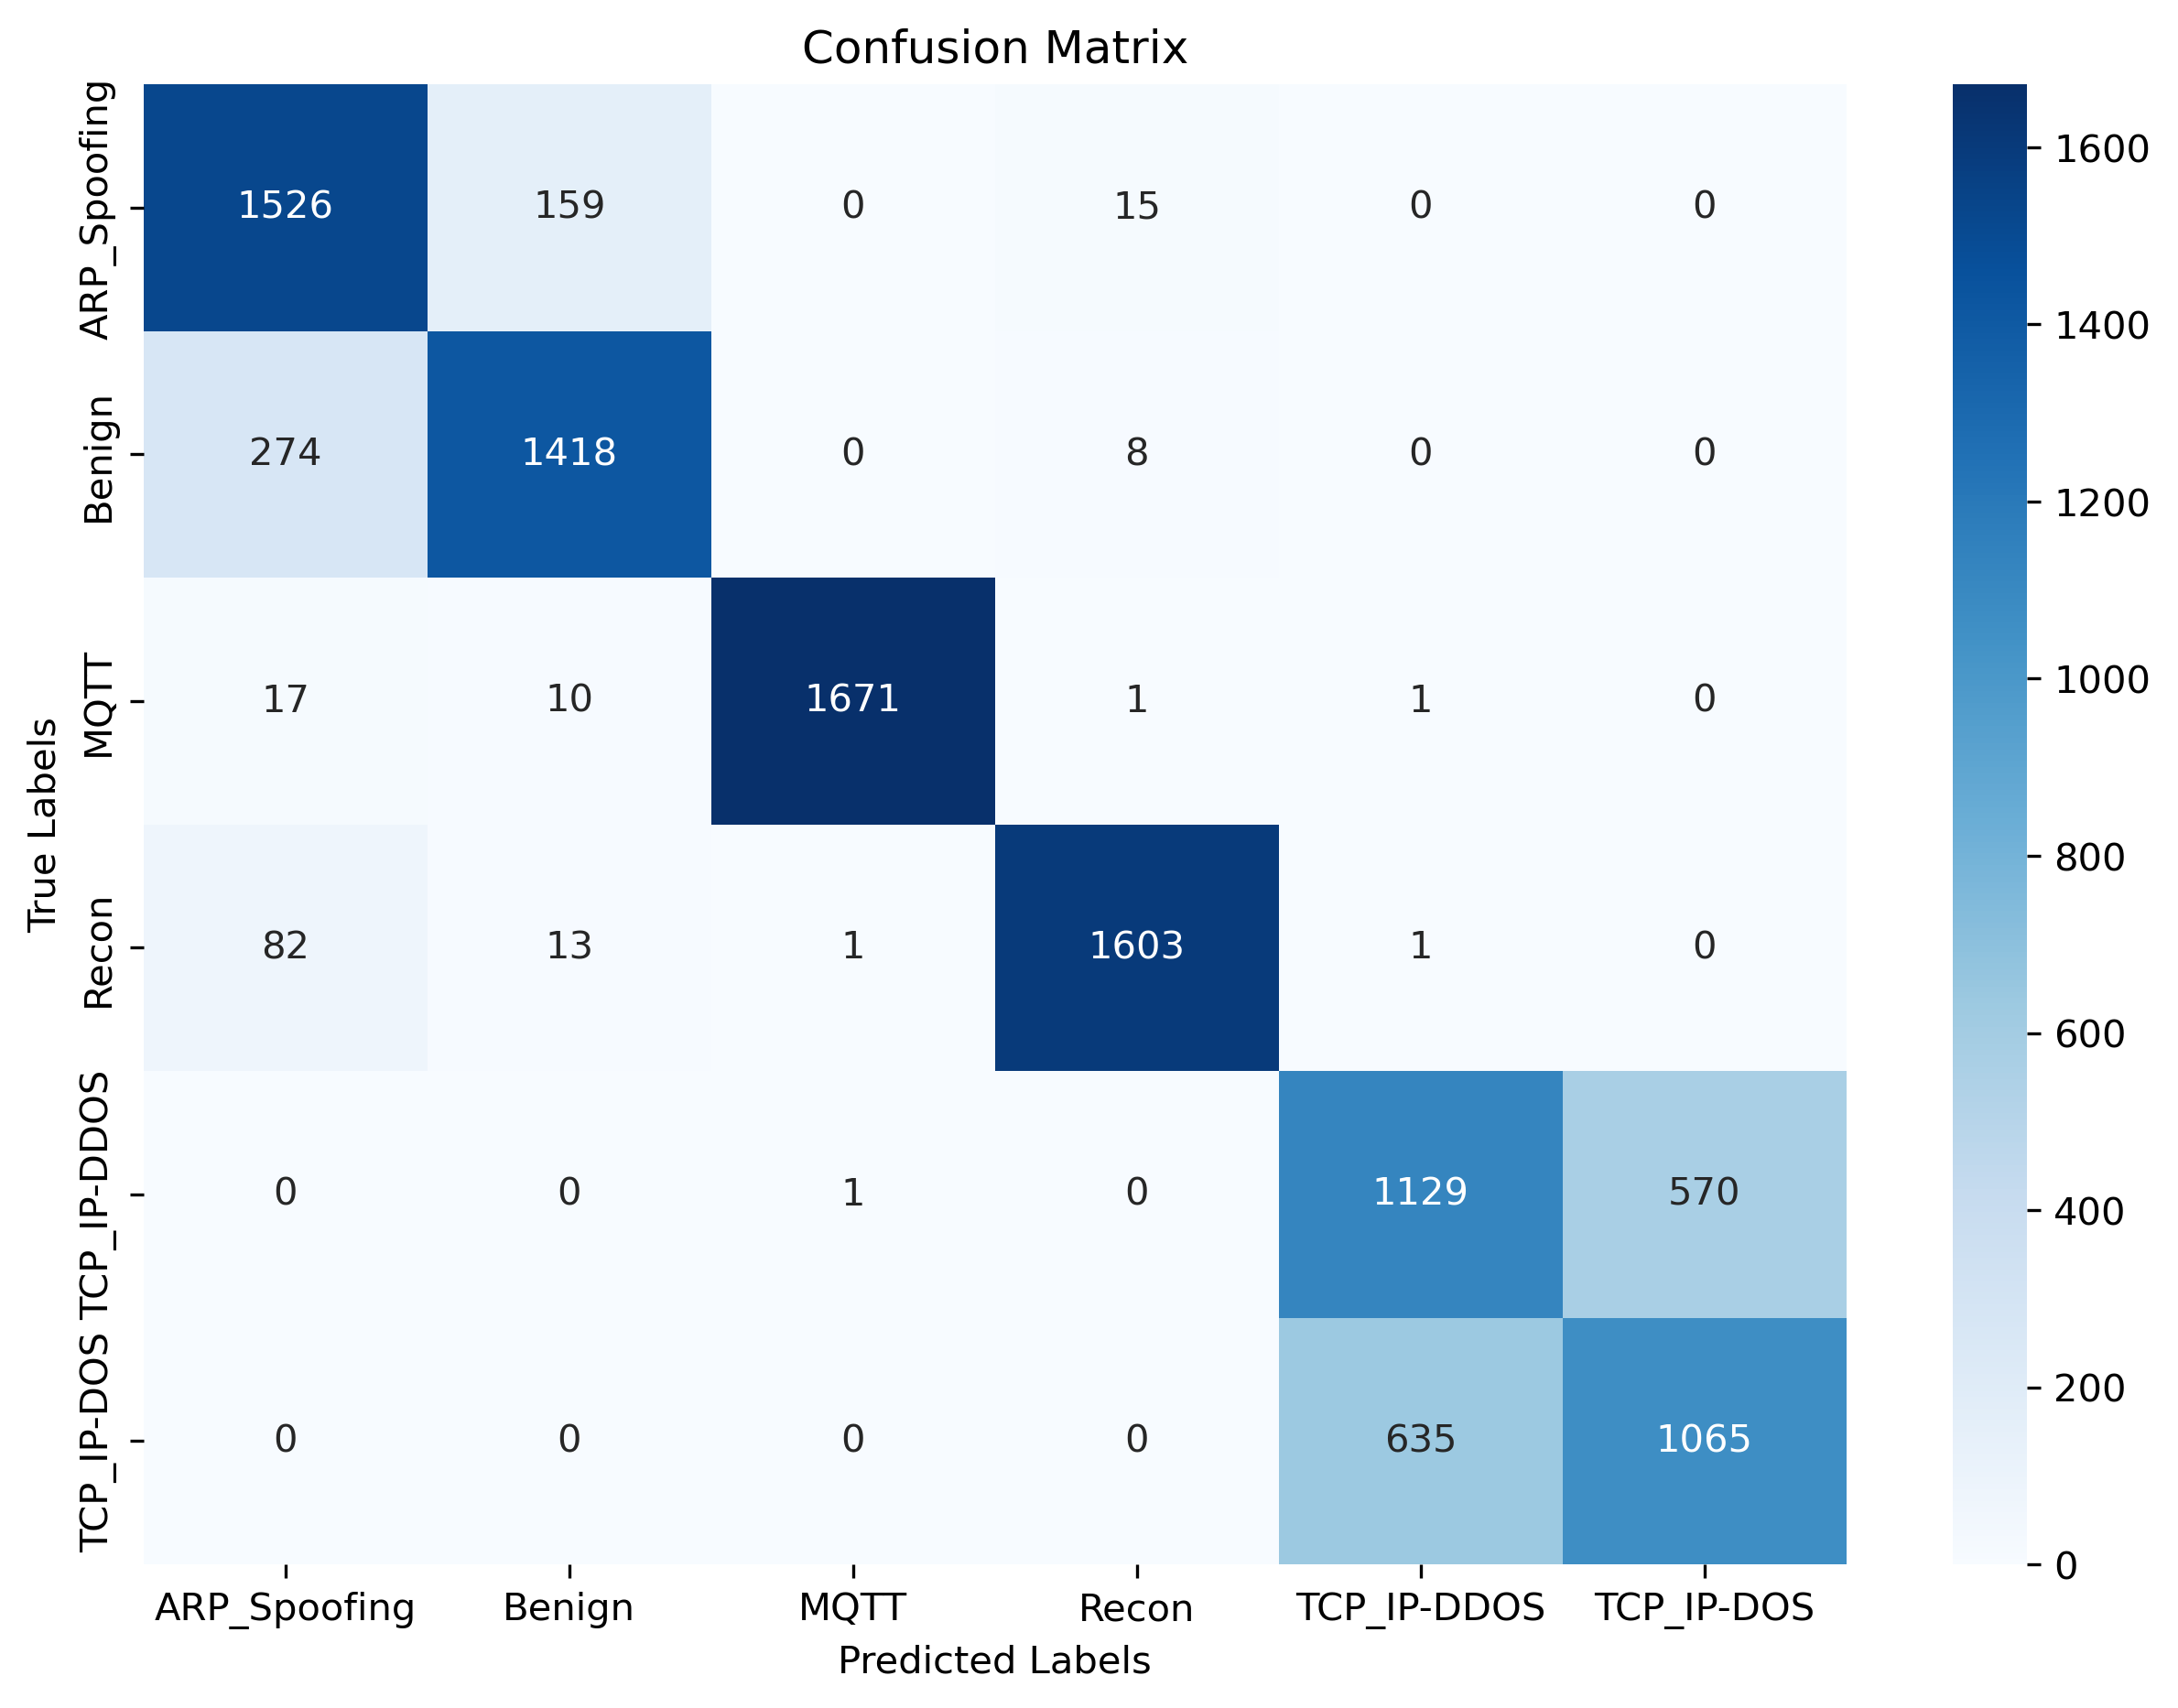 Confusion Matrix
True Labels
ARP_Spoofing 1526 159 0 15 0 0
Benign 274 1418 0 8 0 0
MQTT 17 10 1671 1 1 0
Recon 82 13 1 1603 1 0
TCP_IP-DDOS 0 0 1 0 1129 570
TCP_IP-DOS 0 0 0 0 635 1065
ARP_Spoofing Benign MQTT Recon TCP_IP-DDOS TCP_IP-DOS
Predicted Labels
1600
1400
1200
1000
800
600
400
200
0